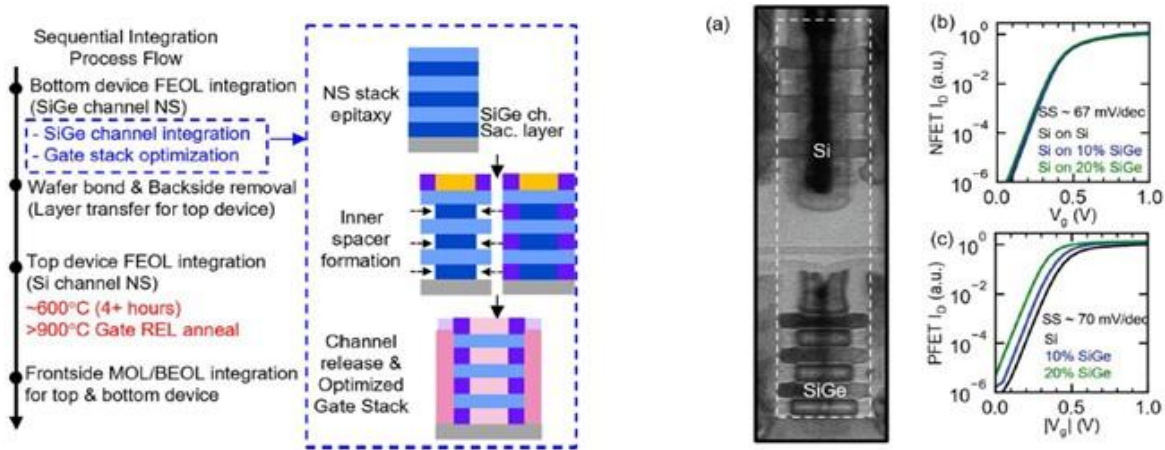 Sequential Integration
Process Flow
Bottom device FEOL integration
(SiGe channel NS)
- SiGe channel integration
- Gate stack optimization
Wafer bond & Backside removal
(Layer transfer for top device)
Top device FEOL integration
(Si channel NS)
~600°C (4+ hours)
>900°C Gate REL anneal
Frontside MOL/BEOL integration
for top & bottom device
NS stack
epitaxy
SiGe ch.
Sac. layer
Inner
spacer
formation
Channel
release &
Optimized
Gate Stack
(a)
Si
SiGe
(b)
NFET I_D (a.u.)
10^0
10^-2
10^-4
10^-6
SS ~ 67 mV/dec
Si on Si
Si on 10% SiGe
Si on 20% SiGe
0.0 0.5 1.0
V_g (V)
(c)
PFET I_D (a.u.)
10^0
10^-2
10^-4
10^-6
SS ~ 70 mV/dec
Si
10% SiGe
20% SiGe
0.0 0.5 1.0
|V_g| (V)